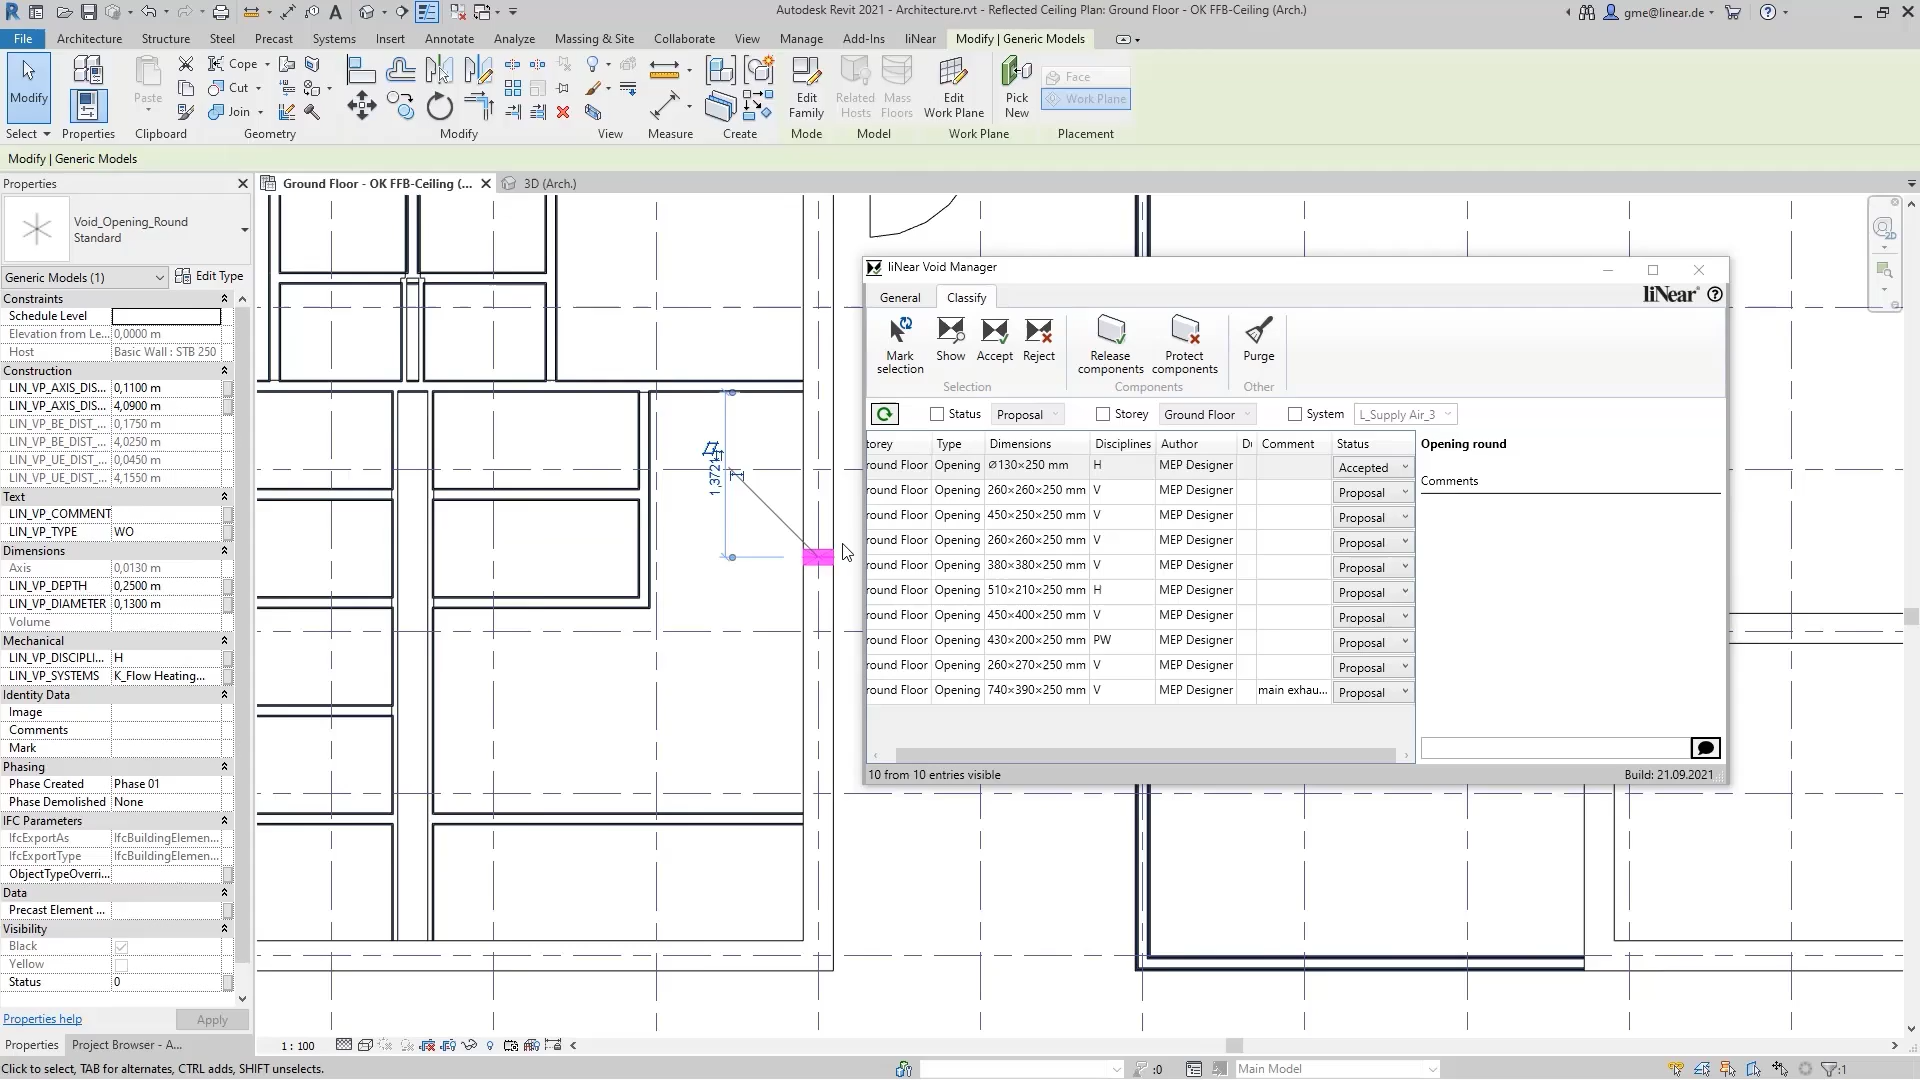 Autodesk Revit 2021 - Architecture.rvt - Reflected Ceiling Plan: Ground Floor - OK FFB-Ceiling (Arch.)
gme@linear.de
File
Architecture
Structure
Steel
Precast
Systems
Insert
Annotate
Analyze
Massing & Site
Collaborate
View
Manage
Add-Ins
liNear
Modify | Generic Models
Modify
Paste
Cope
Cut
Join
Edit Family
Related Hosts
Mass Floors
Edit Work Plane
Pick New
Face
Work Plane
Select
Properties
Clipboard
Geometry
Modify
View
Measure
Create
Mode
Model
Work Plane
Placement
Modify | Generic Models
Properties
Ground Floor - OK FFB-Ceiling (...
3D (Arch.)
Void_Opening_Round
Standard
Generic Models (1)
Edit Type
Constraints
Schedule Level
Elevation from Le... 0,0000 m
Host Basic Wall : STB 250
Construction
LIN_VP_AXIS_DIS... 0,1100 m
LIN_VP_AXIS_DIS... 4,0900 m
LIN_VP_BE_DIST_... 0,1750 m
LIN_VP_BE_DIST_... 4,0250 m
LIN_VP_UE_DIST_... 0,0450 m
LIN_VP_UE_DIST_... 4,1550 m
Text
LIN_VP_COMMENT
LIN_VP_TYPE WO
Dimensions
Axis 0,0130 m
LIN_VP_DEPTH 0,2500 m
LIN_VP_DIAMETER 0,1300 m
Volume
Mechanical
LIN_VP_DISCIPLI... H
LIN_VP_SYSTEMS K_Flow Heating...
Identity Data
Image
Comments
Mark
Phasing
Phase Created Phase 01
Phase Demolished None
IFC Parameters
IfcExportAs IfcBuildingElemen...
IfcExportType IfcBuildingElemen...
ObjectTypeOverri...
Data
Precast Element ...
Visibility
Black
Yellow
Status 0
Properties help
Apply
Properties
Project Browser - A...
1,3721
2D
liNear Void Manager
General
Classify
liNear
Mark selection
Show
Accept
Reject
Release components
Protect components
Purge
Selection
Components
Other
Status Proposal
Storey Ground Floor
System L_Supply Air_3
torey Type Dimensions Disciplines Author Du Comment Status
round Floor Opening Ø130×250 mm H MEP Designer Accepted
round Floor Opening 260×260×250 mm V MEP Designer Proposal
round Floor Opening 450×250×250 mm V MEP Designer Proposal
round Floor Opening 260×260×250 mm V MEP Designer Proposal
round Floor Opening 380×380×250 mm V MEP Designer Proposal
round Floor Opening 510×210×250 mm H MEP Designer Proposal
round Floor Opening 450×400×250 mm V MEP Designer Proposal
round Floor Opening 430×200×250 mm PW MEP Designer Proposal
round Floor Opening 260×270×250 mm V MEP Designer Proposal
round Floor Opening 740×390×250 mm V MEP Designer main exhau... Proposal
Opening round
Comments
10 from 10 entries visible
Build: 21.09.2021
1 : 100
Click to select, TAB for alternates, CTRL adds, SHIFT unselects.
:0
Main Model
:1